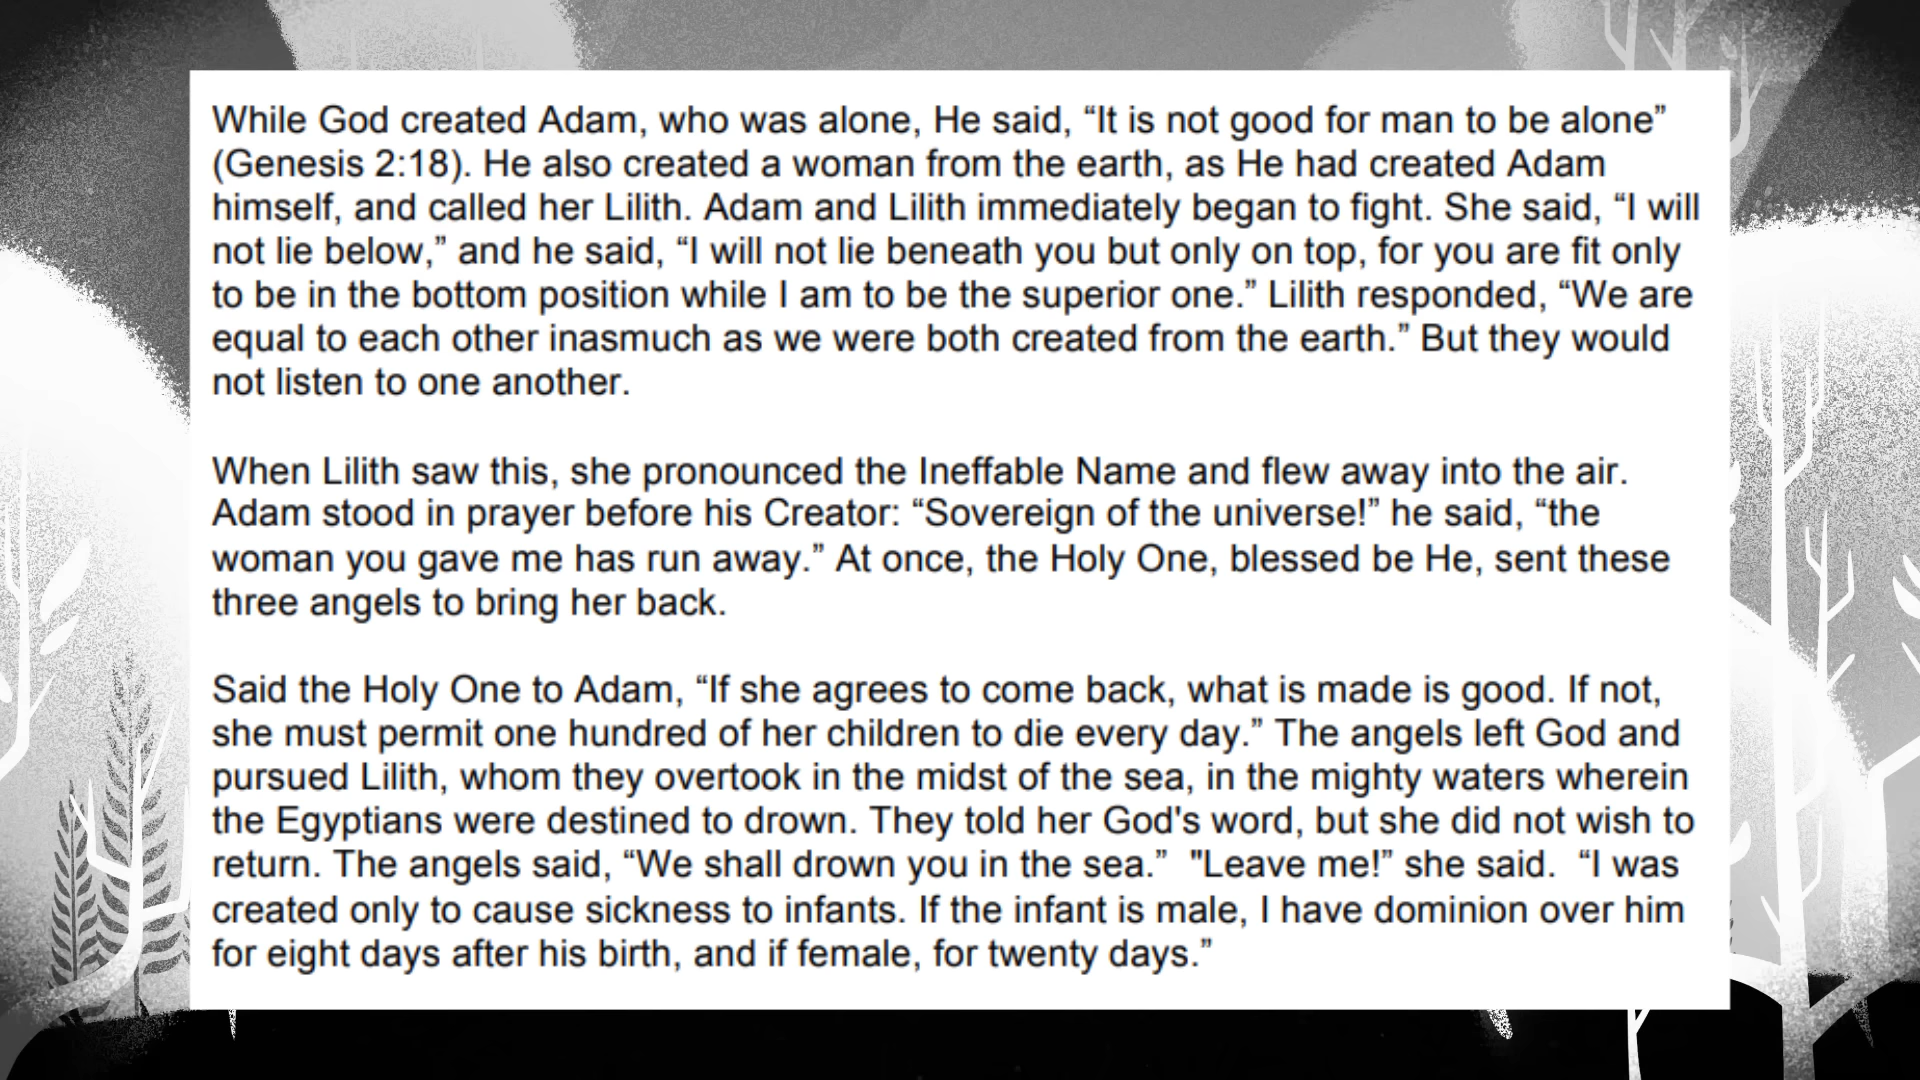 While God created Adam, who was alone, He said, “It is not good for man to be alone”
(Genesis 2:18). He also created a woman from the earth, as He had created Adam
himself, and called her Lilith. Adam and Lilith immediately began to fight. She said, “I will
not lie below,” and he said, “I will not lie beneath you but only on top, for you are fit only
to be in the bottom position while I am to be the superior one.” Lilith responded, “We are
equal to each other inasmuch as we were both created from the earth.” But they would
not listen to one another.
When Lilith saw this, she pronounced the Ineffable Name and flew away into the air.
Adam stood in prayer before his Creator: “Sovereign of the universe!” he said, “the
woman you gave me has run away.” At once, the Holy One, blessed be He, sent these
three angels to bring her back.
Said the Holy One to Adam, “If she agrees to come back, what is made is good. If not,
she must permit one hundred of her children to die every day.” The angels left God and
pursued Lilith, whom they overtook in the midst of the sea, in the mighty waters wherein
the Egyptians were destined to drown. They told her God's word, but she did not wish to
return. The angels said, “We shall drown you in the sea.”  "Leave me!” she said.  “I was
created only to cause sickness to infants. If the infant is male, I have dominion over him
for eight days after his birth, and if female, for twenty days.”